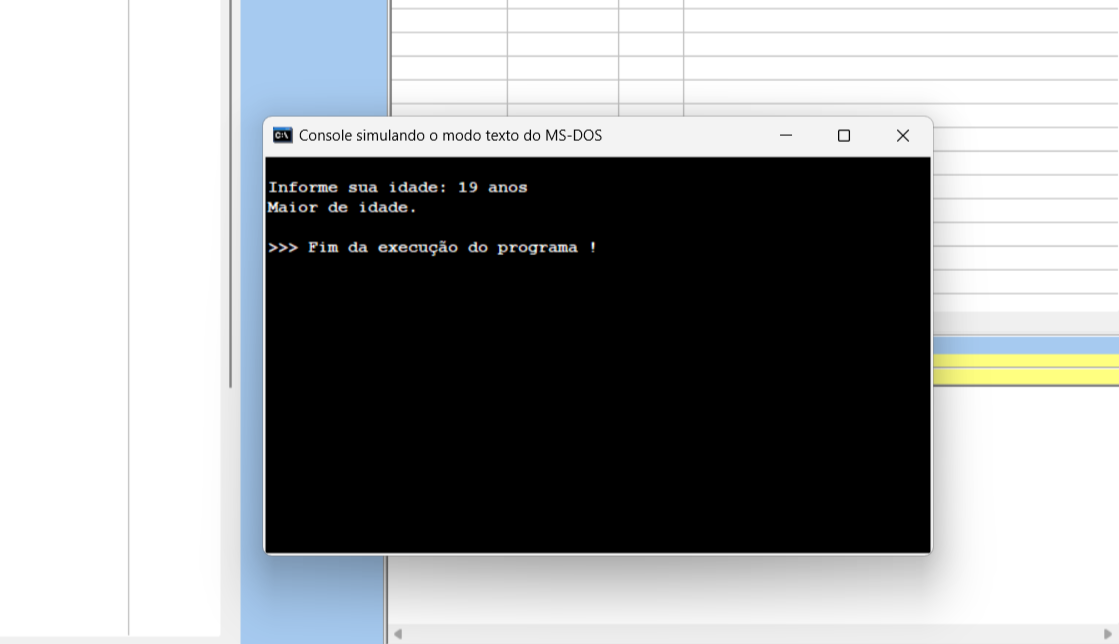 Console simulando o modo texto do MS-DOS
Informe sua idade: 19 anos
Maior de idade.
>>> Fim da execução do programa !